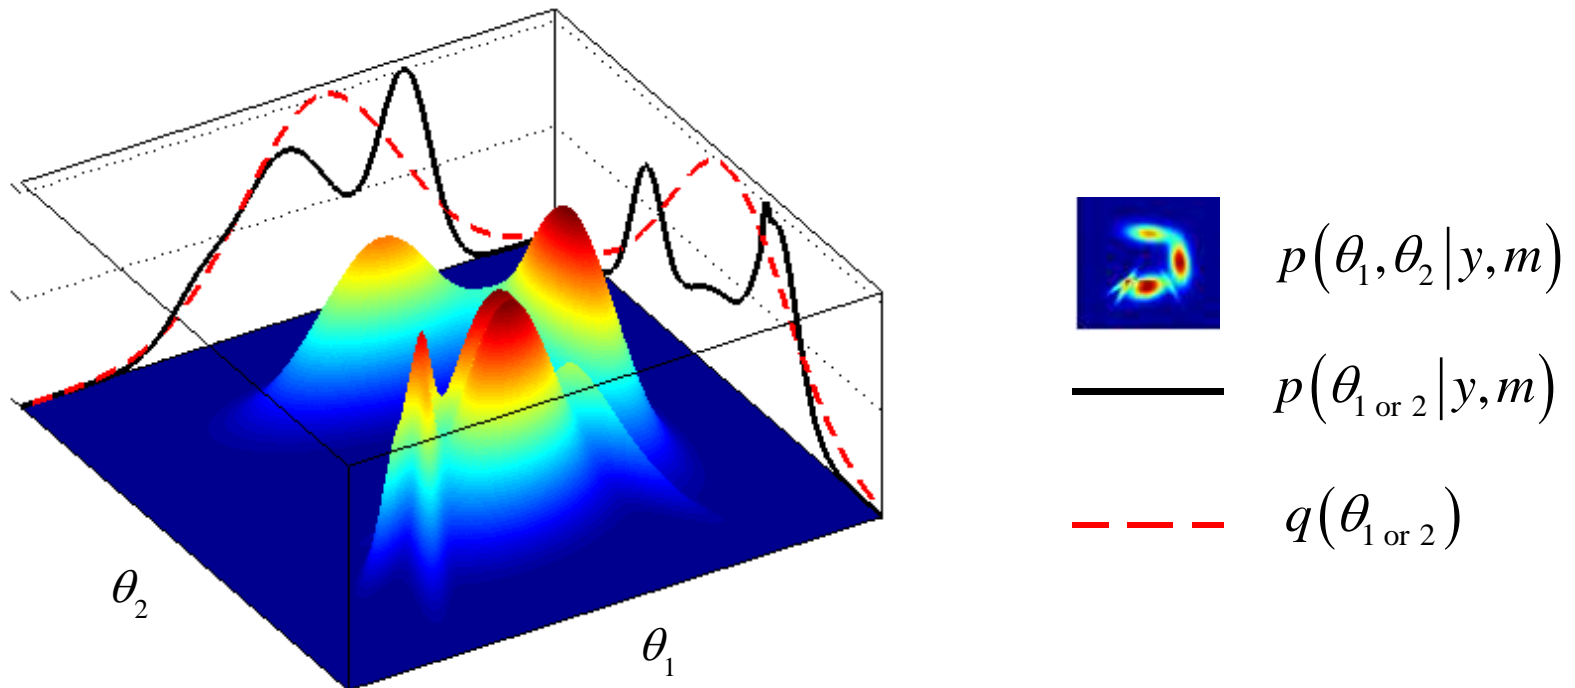 p(θ₁, θ₂ | y, m)
p(θ₁ or ₂ | y, m)
q(θ₁ or ₂)
θ₂
θ₁